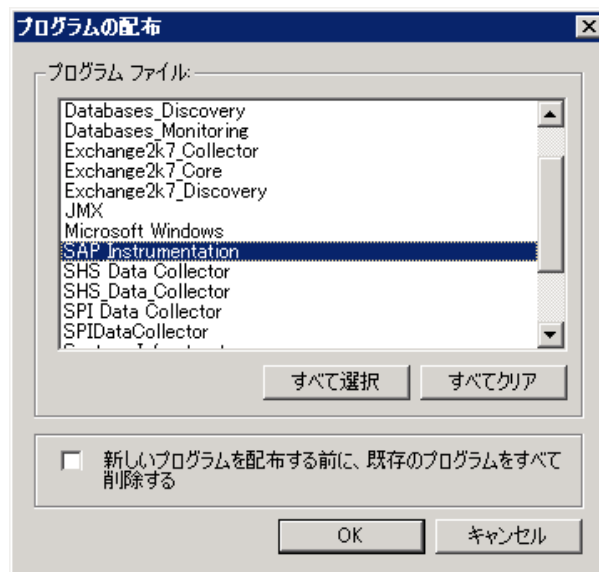 プログラムの配布
プログラム ファイル:
Databases_Discovery
Databases_Monitoring
Exchange2k7_Collector
Exchange2k7_Core
Exchange2k7_Discovery
JMX
Microsoft Windows
SAP Instrumentation
SHS Data Collector
SHS_Data_Collector
SPI Data Collector
SPIDataCollector
すべて選択
すべてクリア
新しいプログラムを配布する前に、既存のプログラムをすべて
削除する
OK
キャンセル